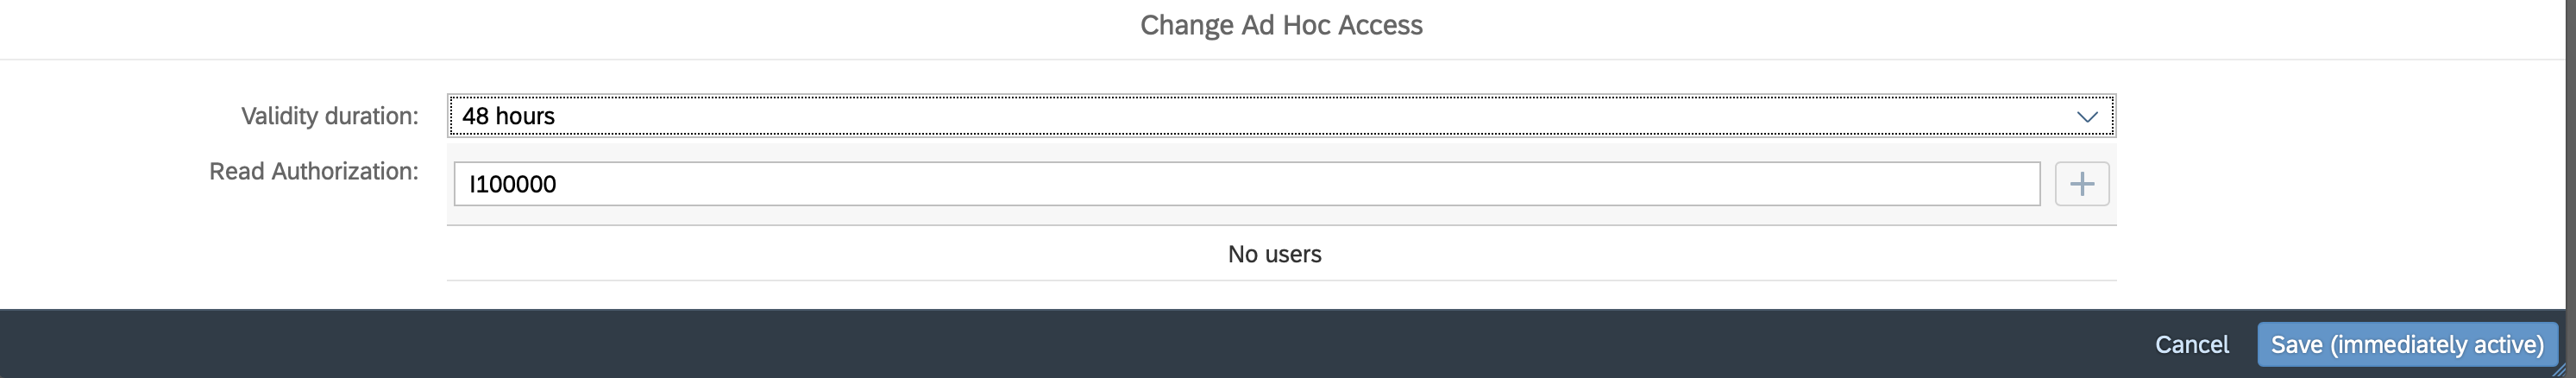 Change Ad Hoc Access
Validity duration:
48 hours
Read Authorization:
I100000
No users
Cancel
Save (immediately active)